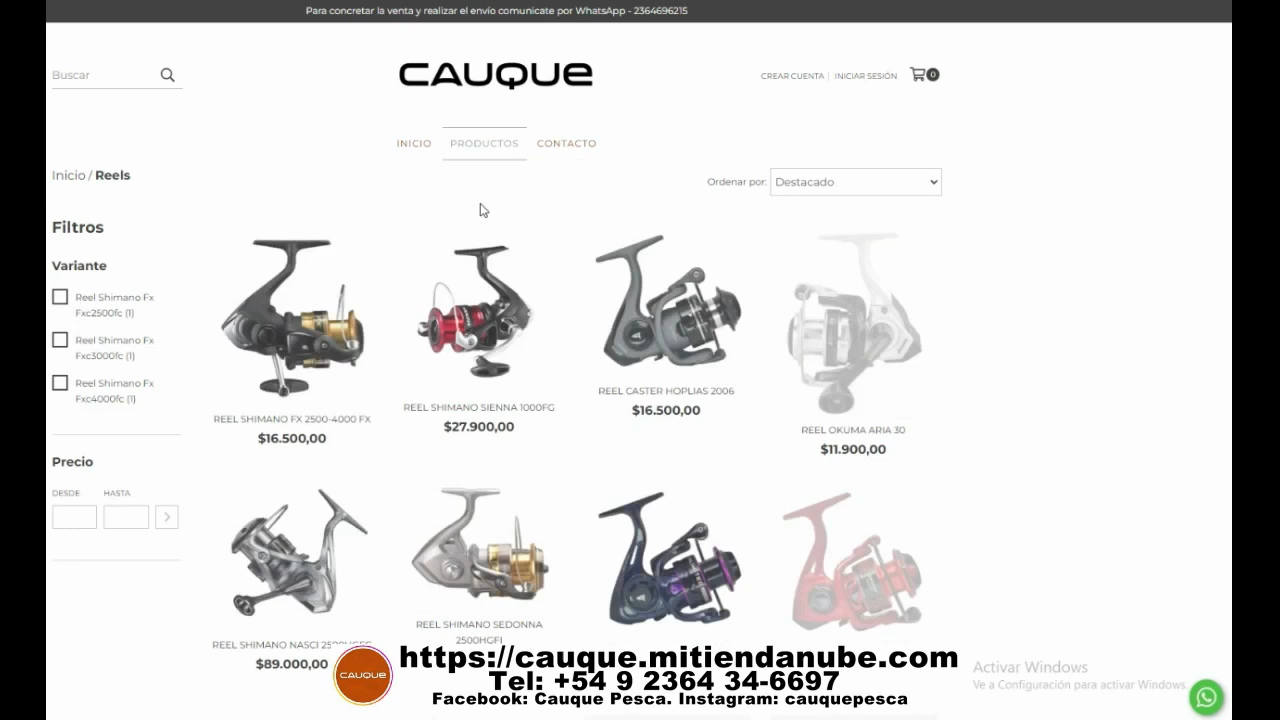 Para concretar la venta y realizar el envío comunicate por WhatsApp - 2364696215
Buscar
CAUQUE
CREAR CUENTA | INICIAR SESIÓN
0
INICIO PRODUCTOS CONTACTO
Inicio / Reels
Ordenar por: Destacado
Filtros
Variante
Reel Shimano Fx
Fxc2500fc (1)
Reel Shimano Fx
Fxc3000fc (1)
Reel Shimano Fx
Fxc4000fc (1)
Precio
DESDE HASTA
REEL SHIMANO FX 2500-4000 FX
$16.500,00
REEL SHIMANO SIENNA 1000FG
$27.900,00
REEL CASTER HOPLIAS 2006
$16.500,00
REEL OKUMA ARIA 30
$11.900,00
REEL SHIMANO NASCI 2500HGFC
$89.000,00
REEL SHIMANO SEDONNA
2500HGFI
CAUQUE
https://cauque.mitiendanube.com
Tel: +54 9 2364 34-6697
Facebook: Cauque Pesca. Instagram: cauquepesca
Activar Windows
Ve a Configuración para activar Windows.